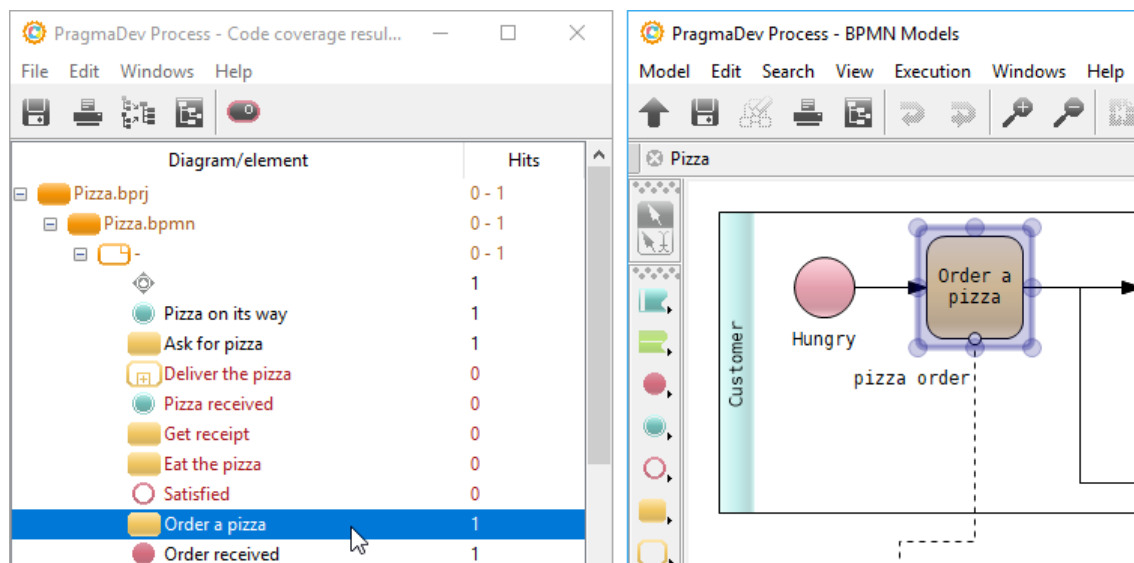 PragmaDev Process - Code coverage resul...
File Edit Windows Help
Diagram/element Hits
Pizza.bprj 0 - 1
Pizza.bpmn 0 - 1
- 0 - 1
1
Pizza on its way 1
Ask for pizza 1
Deliver the pizza 0
Pizza received 0
Get receipt 0
Eat the pizza 0
Satisfied 0
Order a pizza 1
Order received 1
PragmaDev Process - BPMN Models
Model Edit Search View Execution Windows Help
Pizza
Customer
Hungry
Order a
pizza
pizza order